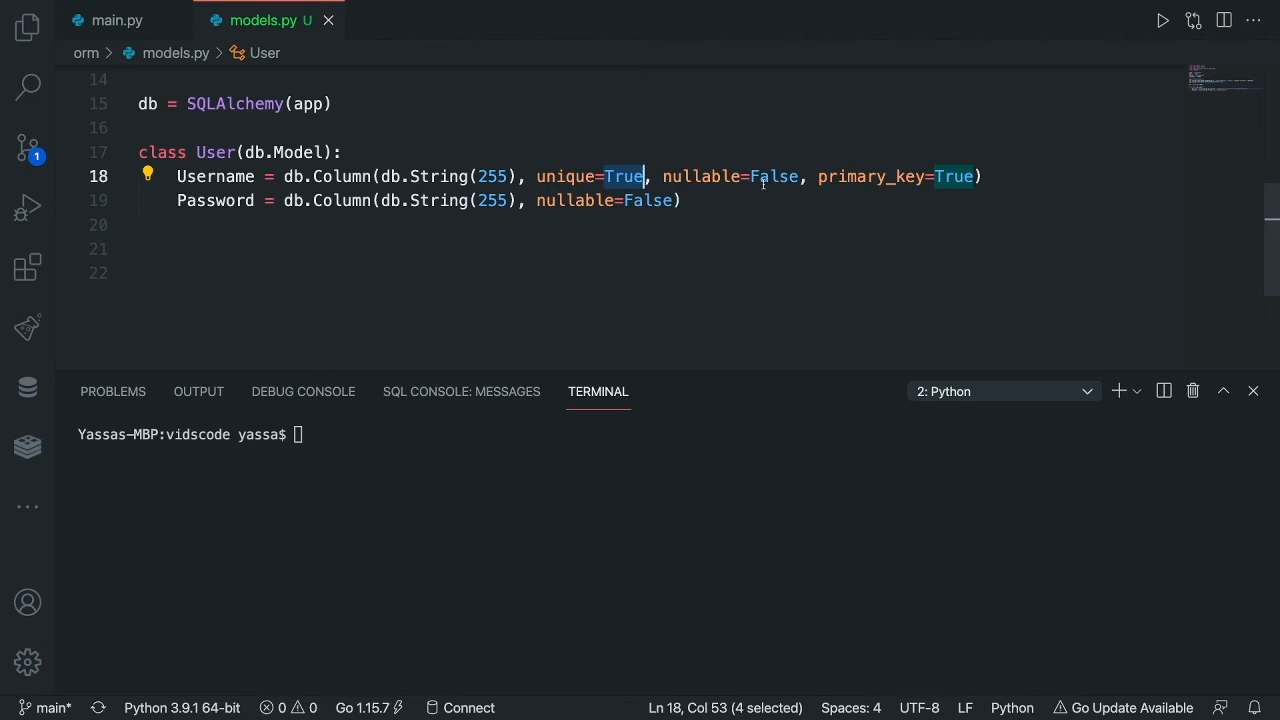 main.py
models.py U
orm > models.py > User
14
15 db = SQLAlchemy(app)
16
17 class User(db.Model):
18 Username = db.Column(db.String(255), unique=True, nullable=False, primary_key=True)
19 Password = db.Column(db.String(255), nullable=False)
20
21
22
1
PROBLEMS OUTPUT DEBUG CONSOLE SQL CONSOLE: MESSAGES TERMINAL 2: Python
Yassas-MBP:vidscode yassa$
main* Python 3.9.1 64-bit 0 0 Go 1.15.7 Connect Ln 18, Col 53 (4 selected) Spaces: 4 UTF-8 LF Python Go Update Available